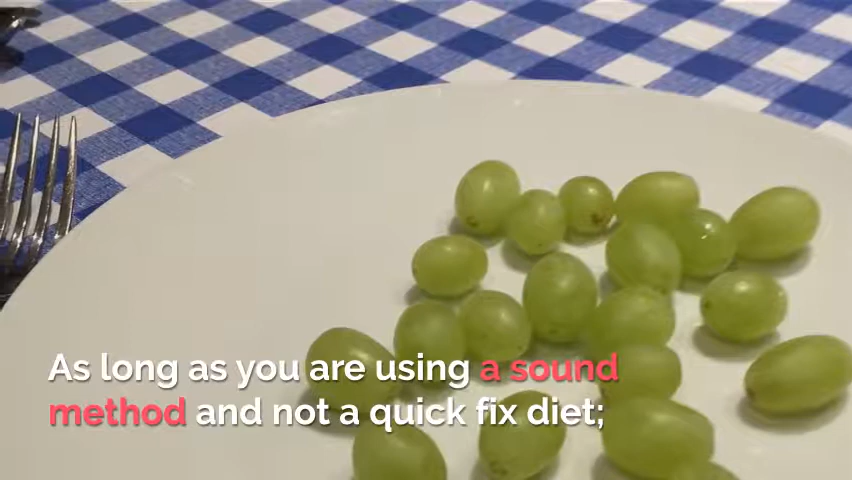 As long as you are using a sound
method and not a quick fix diet;